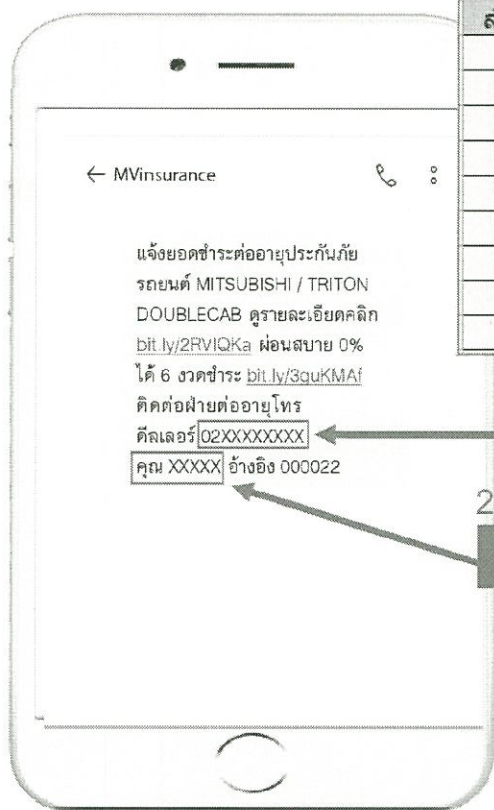 ← MVinsurance
แจ้งยอดชำระต่ออายุประกันภัย
รถยนต์ MITSUBISHI / TRITON
DOUBLECAB ดูรายละเอียดคลิก
bit.ly/2RVIQKa ผ่อนสบาย 0%
ได้ 6 งวดชำระ bit.ly/3guKMAf
ติดต่อฝ่ายต่ออายุโทร
ดีลเลอร์ 02XXXXXXXX
คุณ XXXXX อ้างอิง 000022
2